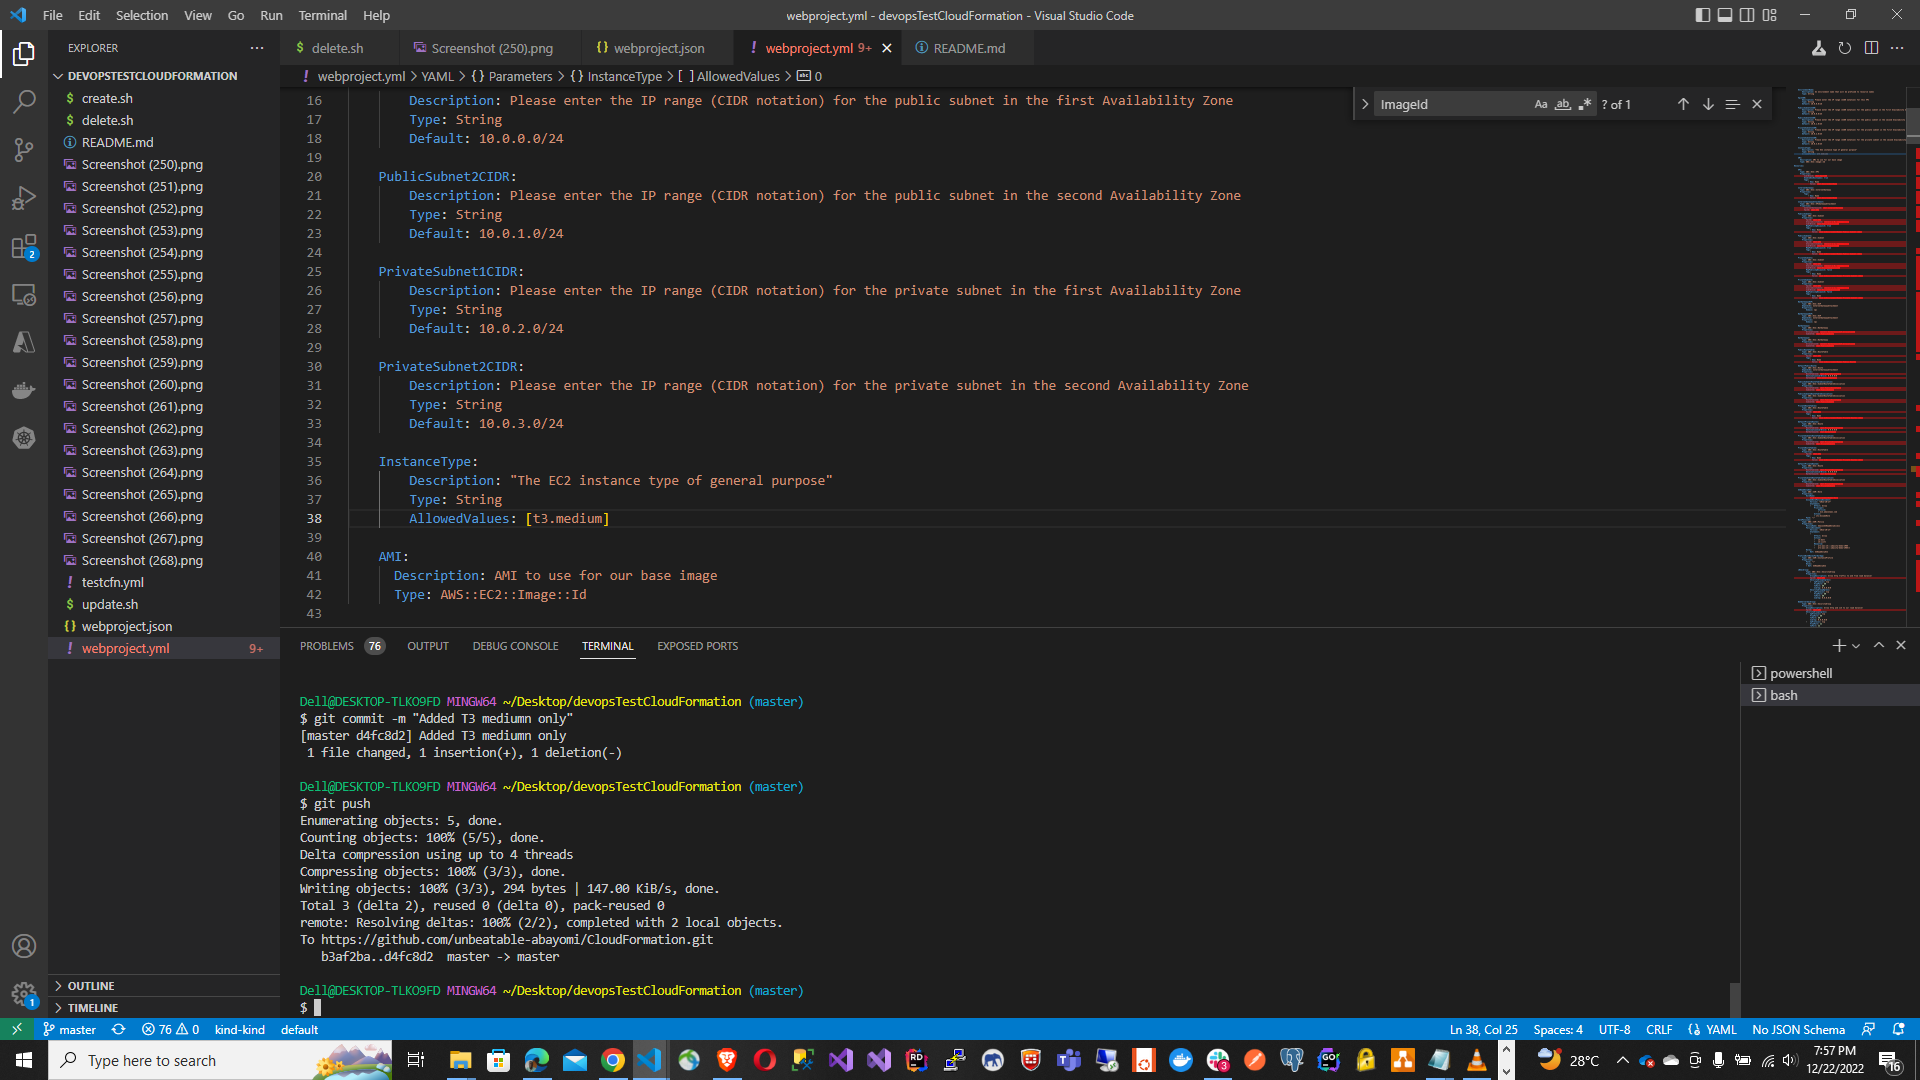 File Edit Selection View Go Run Terminal Help
webproject.yml - devopsTestCloudFormation - Visual Studio Code
EXPLORER
$ delete.sh
Screenshot (250).png
{} webproject.json
! webproject.yml 9+
README.md
DEVOPSTESTCLOUDFORMATION
$ create.sh
$ delete.sh
README.md
Screenshot (250).png
Screenshot (251).png
Screenshot (252).png
Screenshot (253).png
Screenshot (254).png
Screenshot (255).png
Screenshot (256).png
Screenshot (257).png
Screenshot (258).png
Screenshot (259).png
Screenshot (260).png
Screenshot (261).png
Screenshot (262).png
Screenshot (263).png
Screenshot (264).png
Screenshot (265).png
Screenshot (266).png
Screenshot (267).png
Screenshot (268).png
! testcfn.yml
$ update.sh
{} webproject.json
! webproject.yml 9+
OUTLINE
TIMELINE
! webproject.yml > YAML > {} Parameters > {} InstanceType > [ ] AllowedValues > abc 0
ImageId Aa ab .* ? of 1
16 Description: Please enter the IP range (CIDR notation) for the public subnet in the first Availability Zone
17 Type: String
18 Default: 10.0.0.0/24
19
20 PublicSubnet2CIDR:
21 Description: Please enter the IP range (CIDR notation) for the public subnet in the second Availability Zone
22 Type: String
23 Default: 10.0.1.0/24
24
25 PrivateSubnet1CIDR:
26 Description: Please enter the IP range (CIDR notation) for the private subnet in the first Availability Zone
27 Type: String
28 Default: 10.0.2.0/24
29
30 PrivateSubnet2CIDR:
31 Description: Please enter the IP range (CIDR notation) for the private subnet in the second Availability Zone
32 Type: String
33 Default: 10.0.3.0/24
34
35 InstanceType:
36 Description: "The EC2 instance type of general purpose"
37 Type: String
38 AllowedValues: [t3.medium]
39
40 AMI:
41 Description: AMI to use for our base image
42 Type: AWS::EC2::Image::Id
43
PROBLEMS 76 OUTPUT DEBUG CONSOLE TERMINAL EXPOSED PORTS
powershell
bash
Dell@DESKTOP-TLKO9FD MINGW64 ~/Desktop/devopsTestCloudFormation (master)
$ git commit -m "Added T3 mediumn only"
[master d4fc8d2] Added T3 mediumn only
1 file changed, 1 insertion(+), 1 deletion(-)
Dell@DESKTOP-TLKO9FD MINGW64 ~/Desktop/devopsTestCloudFormation (master)
$ git push
Enumerating objects: 5, done.
Counting objects: 100% (5/5), done.
Delta compression using up to 4 threads
Compressing objects: 100% (3/3), done.
Writing objects: 100% (3/3), 294 bytes | 147.00 KiB/s, done.
Total 3 (delta 2), reused 0 (delta 0), pack-reused 0
remote: Resolving deltas: 100% (2/2), completed with 2 local objects.
To https://github.com/unbeatable-abayomi/CloudFormation.git
b3af2ba..d4fc8d2 master -> master
Dell@DESKTOP-TLKO9FD MINGW64 ~/Desktop/devopsTestCloudFormation (master)
$
2
1
master 76 0 kind-kind default
Ln 38, Col 25 Spaces: 4 UTF-8 CRLF YAML No JSON Schema
Type here to search
28°C
7:57 PM
12/22/2022
16